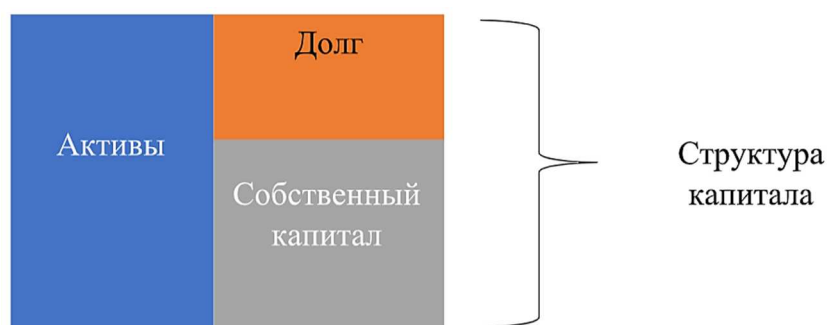 Долг
Активы
Собственный
капитал
Структура
капитала